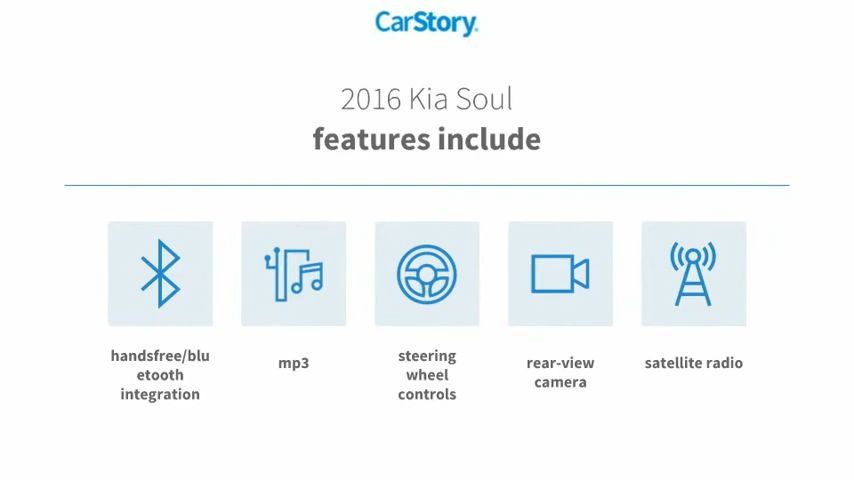 CarStory
2016 Kia Soul
features include
handsfree/blu
etooth
integration
mp3
steering
wheel
controls
rear-view
camera
satellite radio